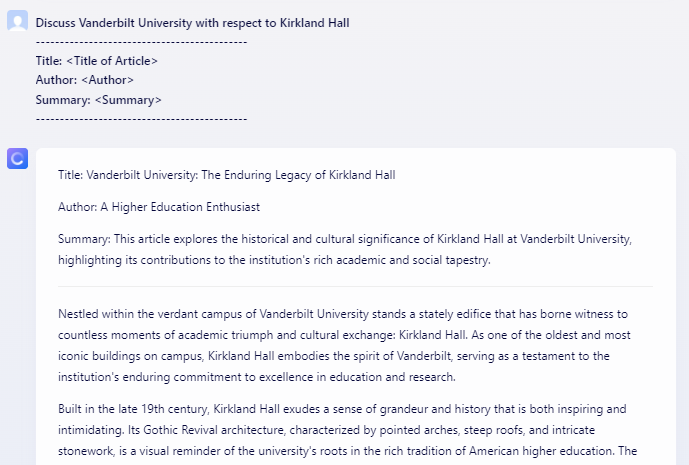 Discuss Vanderbilt University with respect to Kirkland Hall
-------------------------------------------
Title: <Title of Article>
Author: <Author>
Summary: <Summary>
-------------------------------------------
Title: Vanderbilt University: The Enduring Legacy of Kirkland Hall
Author: A Higher Education Enthusiast
Summary: This article explores the historical and cultural significance of Kirkland Hall at Vanderbilt University,
highlighting its contributions to the institution's rich academic and social tapestry.
Nestled within the verdant campus of Vanderbilt University stands a stately edifice that has borne witness to
countless moments of academic triumph and cultural exchange: Kirkland Hall. As one of the oldest and most
iconic buildings on campus, Kirkland Hall embodies the spirit of Vanderbilt, serving as a testament to the
institution's enduring commitment to excellence in education and research.
Built in the late 19th century, Kirkland Hall exudes a sense of grandeur and history that is both inspiring and
intimidating. Its Gothic Revival architecture, characterized by pointed arches, steep roofs, and intricate
stonework, is a visual reminder of the university's roots in the rich tradition of American higher education. The